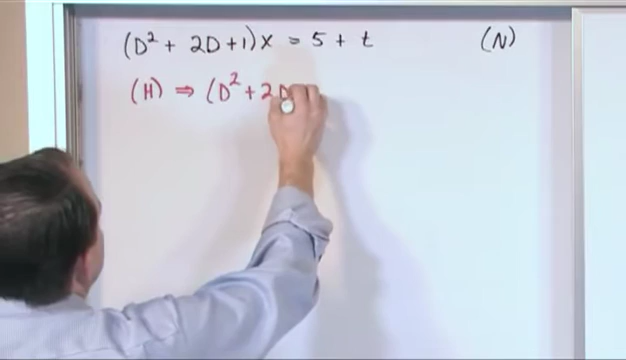 (D² + 2D+1)x = 5 + t (N)
(H) ⇒ (D² + 2D